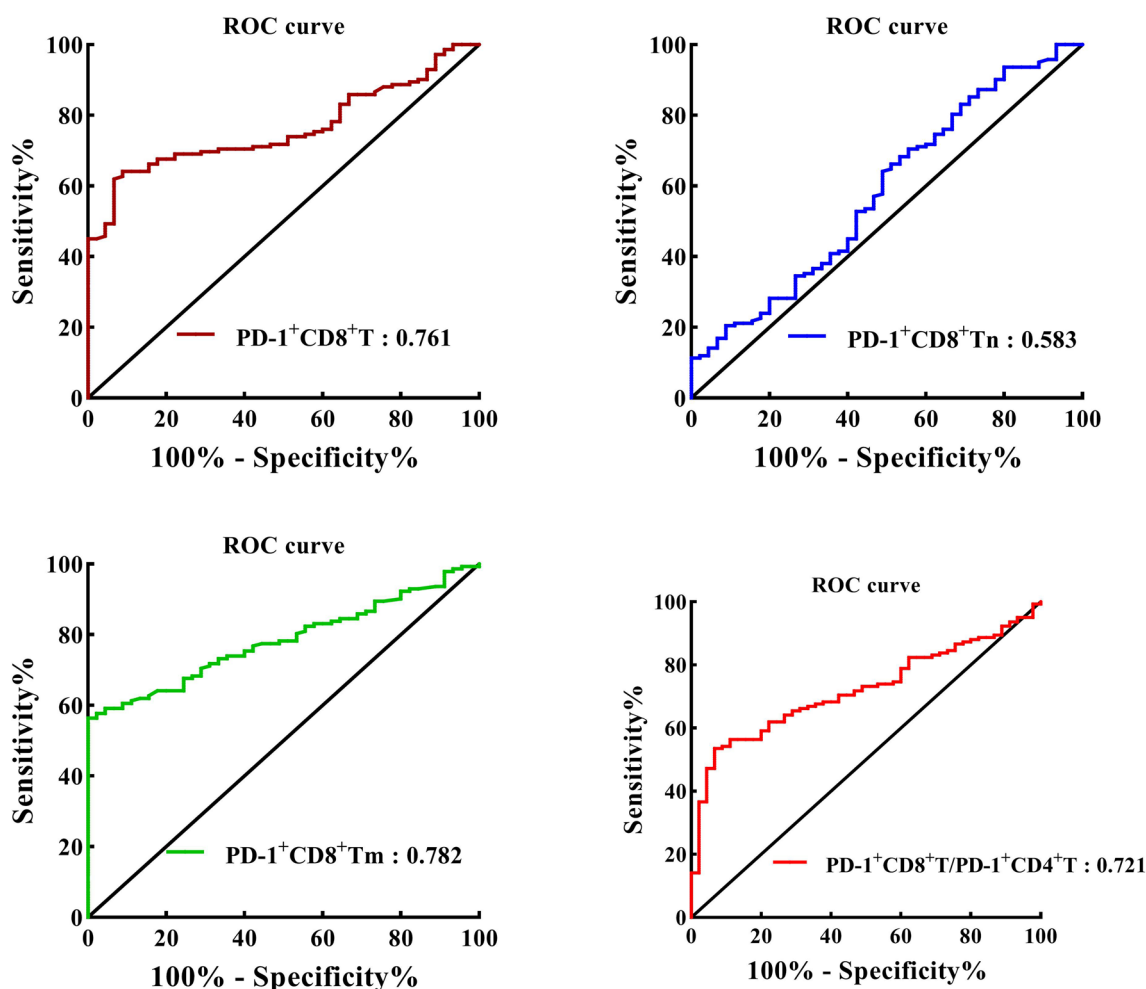 ROC curve
100
80
60
40
20
0
Sensitivity%
PD-1+CD8+T : 0.761
0 20 40 60 80 100
100% - Specificity%
ROC curve
100
80
60
40
20
0
Sensitivity%
PD-1+CD8+Tn : 0.583
0 20 40 60 80 100
100% - Specificity%
ROC curve
100
80
60
40
20
0
Sensitivity%
PD-1+CD8+Tm : 0.782
0 20 40 60 80 100
100% - Specificity%
ROC curve
100
80
60
40
20
0
Sensitivity%
PD-1+CD8+T/PD-1+CD4+T : 0.721
0 20 40 60 80 100
100% - Specificity%